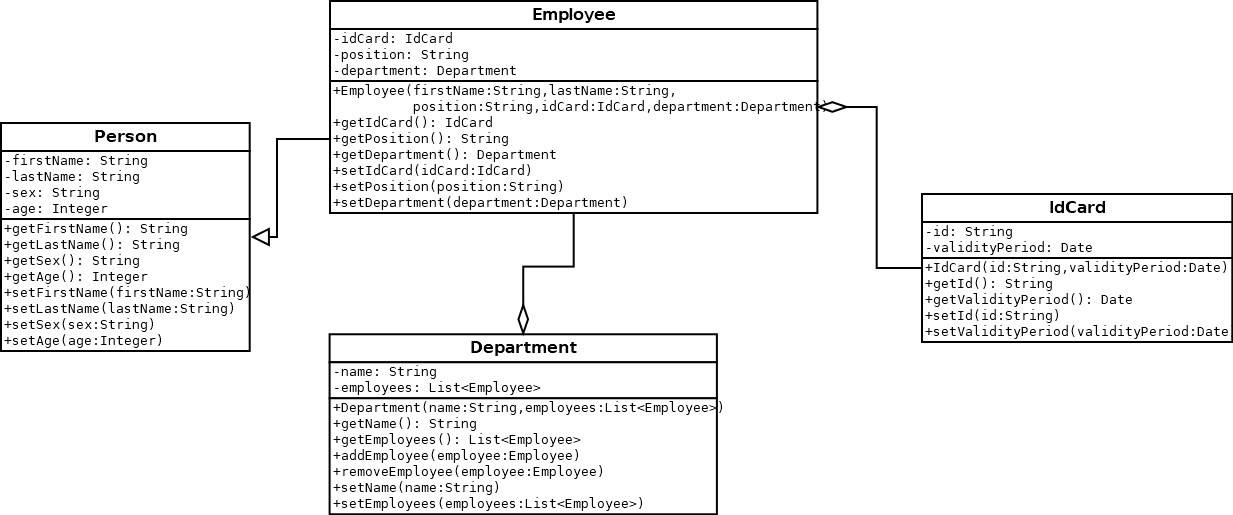 Employee
-idCard: IdCard
-position: String
-department: Department
+Employee(firstName:String,lastName:String,
position:String,idCard:IdCard,department:Department)
+getIdCard(): IdCard
+getPosition(): String
+getDepartment(): Department
+setIdCard(idCard:IdCard)
+setPosition(position:String)
+setDepartment(department:Department)
Person
-firstName: String
-lastName: String
-sex: String
-age: Integer
+getFirstName(): String
+getLastName(): String
+getSex(): String
+getAge(): Integer
+setFirstName(firstName:String)
+setLastName(lastName:String)
+setSex(sex:String)
+setAge(age:Integer)
IdCard
-id: String
-validityPeriod: Date
+IdCard(id:String,validityPeriod:Date)
+getId(): String
+getValidityPeriod(): Date
+setId(id:String)
+setValidityPeriod(validityPeriod:Date
Department
-name: String
-employees: List<Employee>
+Department(name:String,employees:List<Employee>)
+getName(): String
+getEmployees(): List<Employee>
+addEmployee(employee:Employee)
+removeEmployee(employee:Employee)
+setName(name:String)
+setEmployees(employees:List<Employee>)